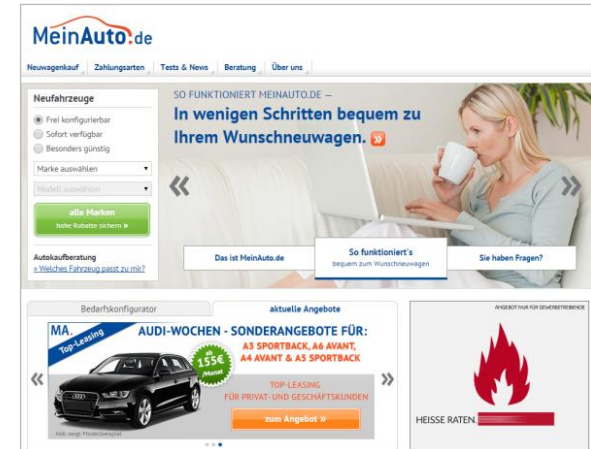 MeinAuto.de
Neuwagenkauf Zahlungsarten Tests & News Beratung Über uns
Neufahrzeuge
Frei konfigurierbar
Sofort verfügbar
Besonders günstig
Marke auswählen
Modell auswählen
alle Marken
hohe Rabatte sichern »
Autokaufberatung
» Welches Fahrzeug passt zu mir?
SO FUNKTIONIERT MEINAUTO.DE —
In wenigen Schritten bequem zu
Ihrem Wunschneuwagen. »
Das ist MeinAuto.de
So funktioniert's
bequem zum Wunschneuwagen
Sie haben Fragen?
Bedarfskonfigurator
aktuelle Angebote
MA.
Top-Leasing
AUDI-WOCHEN - SONDERANGEBOTE FÜR:
A3 SPORTBACK, A6 AVANT,
A4 AVANT & A5 SPORTBACK
ab
155€
/Monat
TOP-LEASING
FÜR PRIVAT- UND GESCHÄFTSKUNDEN
zum Angebot »
Abb. zeigt Modellbeispiel
ANGEBOT NUR FÜR GEWERBETREIBENDE
HEISSE RATEN.